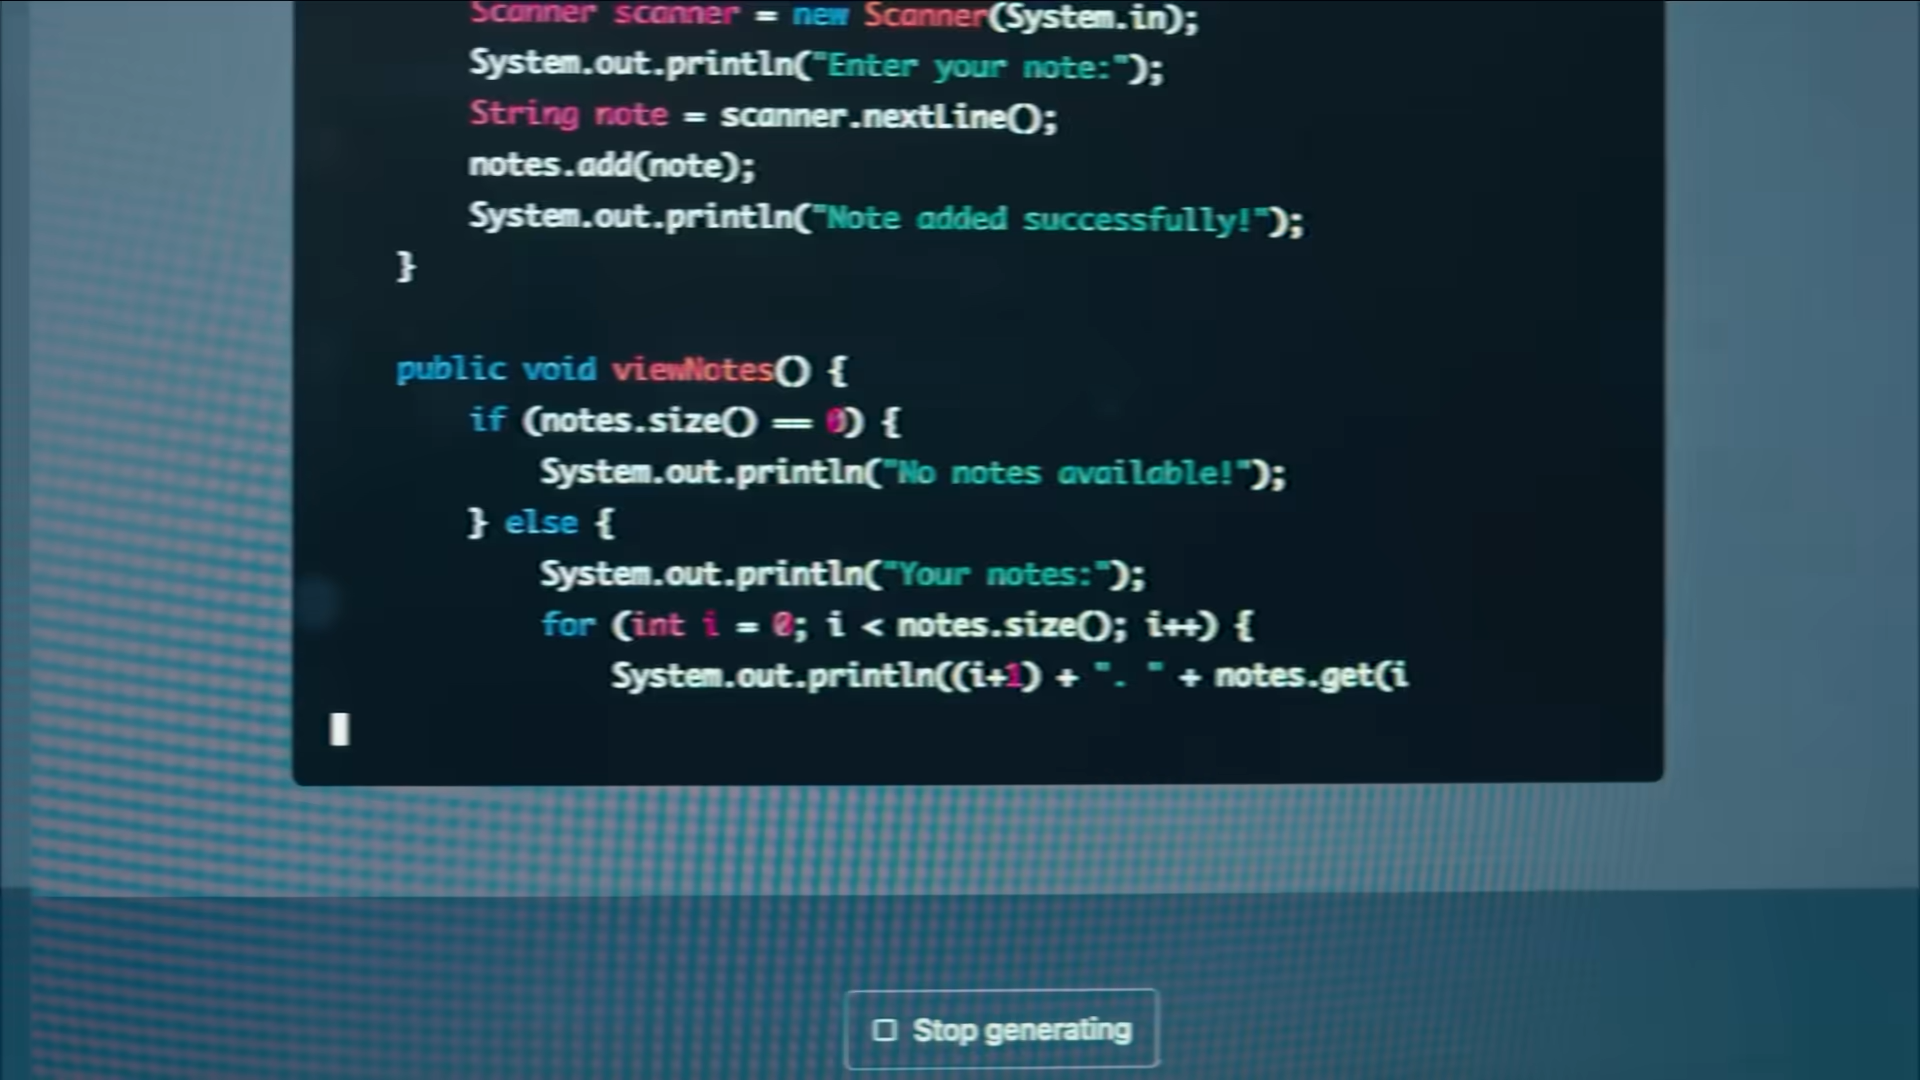 Scanner scanner = new Scanner(System.in);
System.out.println("Enter your note:");
String note = scanner.nextLine();
notes.add(note);
System.out.println("Note added successfully!");
}
public void viewNotes() {
if (notes.size() == 0) {
System.out.println("No notes available!");
} else {
System.out.println("Your notes:");
for (int i = 0; i < notes.size(); i++) {
System.out.println((i+1) + ". " + notes.get(i
Stop generating